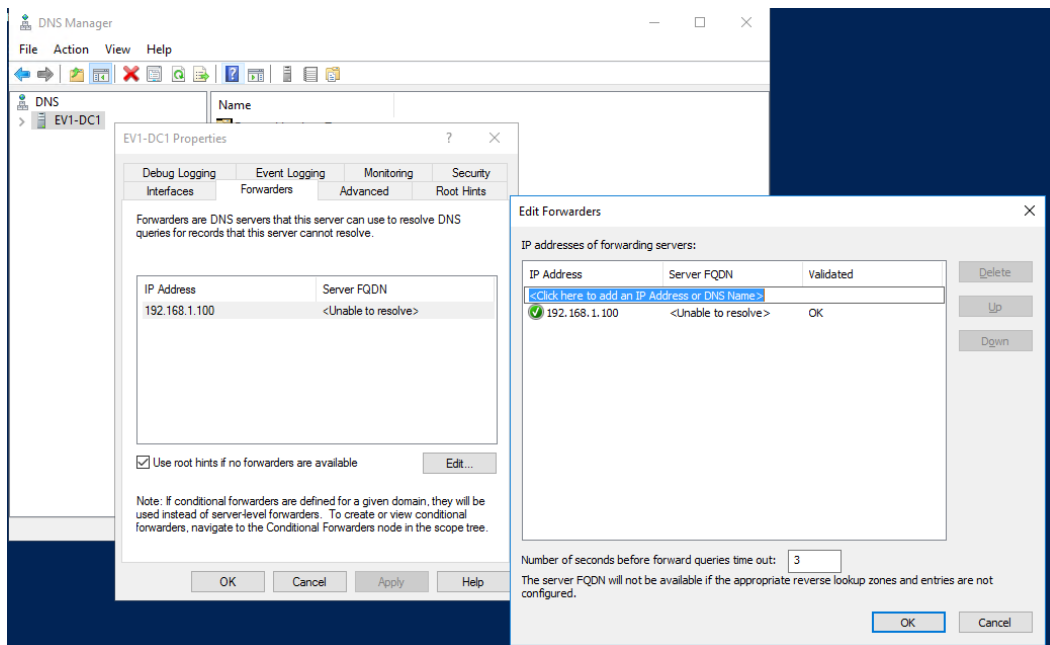 DNS Manager
File Action View Help
DNS
EV1-DC1
Name
EV1-DC1 Properties
?
Debug Logging Event Logging Monitoring Security
Interfaces Forwarders Advanced Root Hints
Forwarders are DNS servers that this server can use to resolve DNS
queries for records that this server cannot resolve.
IP Address Server FQDN
192.168.1.100 <Unable to resolve>
Use root hints if no forwarders are available
Edit...
Note: If conditional forwarders are defined for a given domain, they will be
used instead of server-level forwarders. To create or view conditional
forwarders, navigate to the Conditional Forwarders node in the scope tree.
OK Cancel Apply Help
Edit Forwarders
IP addresses of forwarding servers:
IP Address Server FQDN Validated
<Click here to add an IP Address or DNS Name>
192.168.1.100 <Unable to resolve> OK
Delete
Up
Down
Number of seconds before forward queries time out: 3
The server FQDN will not be available if the appropriate reverse lookup zones and entries are not
configured.
OK Cancel